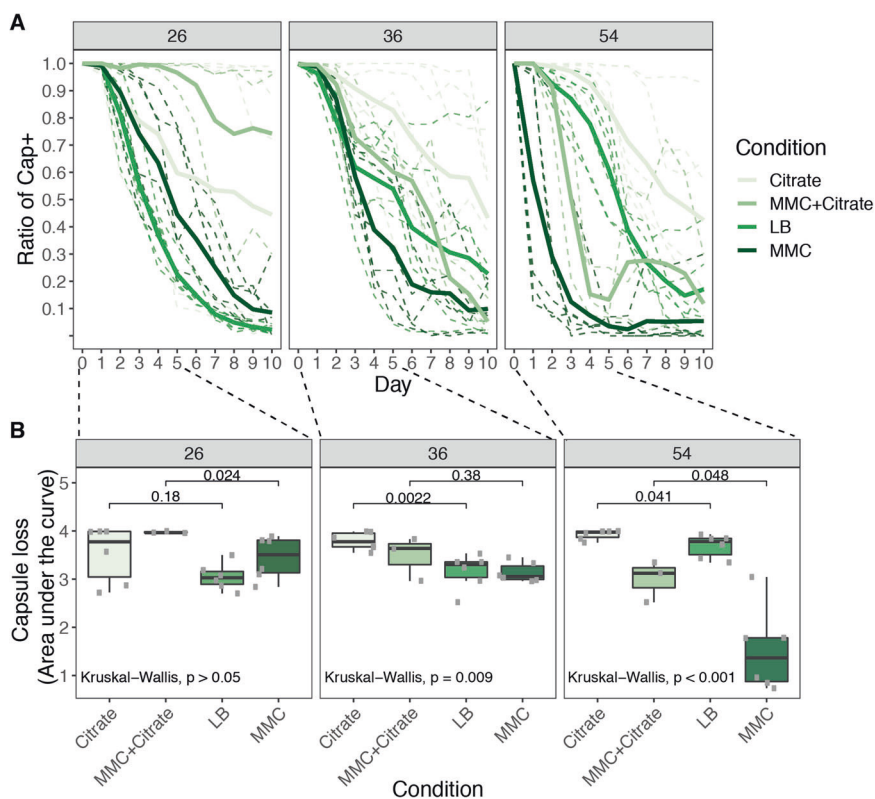 A
26
36
54
Ratio of Cap+
1.0
0.9
0.8
0.7
0.6
0.5
0.4
0.3
0.2
0.1
0 1 2 3 4 5 6 7 8 9 10
0 1 2 3 4 5 6 7 8 9 10
0 1 2 3 4 5 6 7 8 9 10
Day
Condition
Citrate
MMC+Citrate
LB
MMC
B
26
36
54
Capsule loss
(Area under the curve)
5
4
3
2
1
0.024
0.18
Kruskal−Wallis, p > 0.05
0.38
0.0022
Kruskal−Wallis, p = 0.009
0.048
0.041
Kruskal−Wallis, p < 0.001
Citrate
MMC+Citrate
LB
MMC
Citrate
MMC+Citrate
LB
MMC
Citrate
MMC+Citrate
LB
MMC
Condition